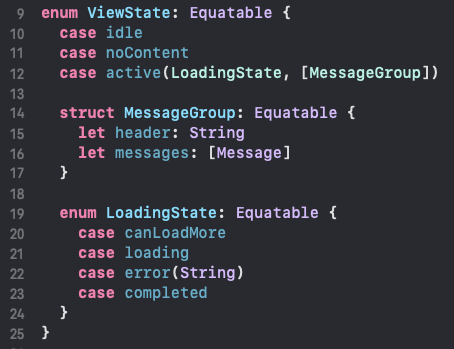 9 enum ViewState: Equatable {
10 case idle
11 case noContent
12 case active(LoadingState, [MessageGroup])
13
14 struct MessageGroup: Equatable {
15 let header: String
16 let messages: [Message]
17 }
18
19 enum LoadingState: Equatable {
20 case canLoadMore
21 case loading
22 case error(String)
23 case completed
24 }
25 }